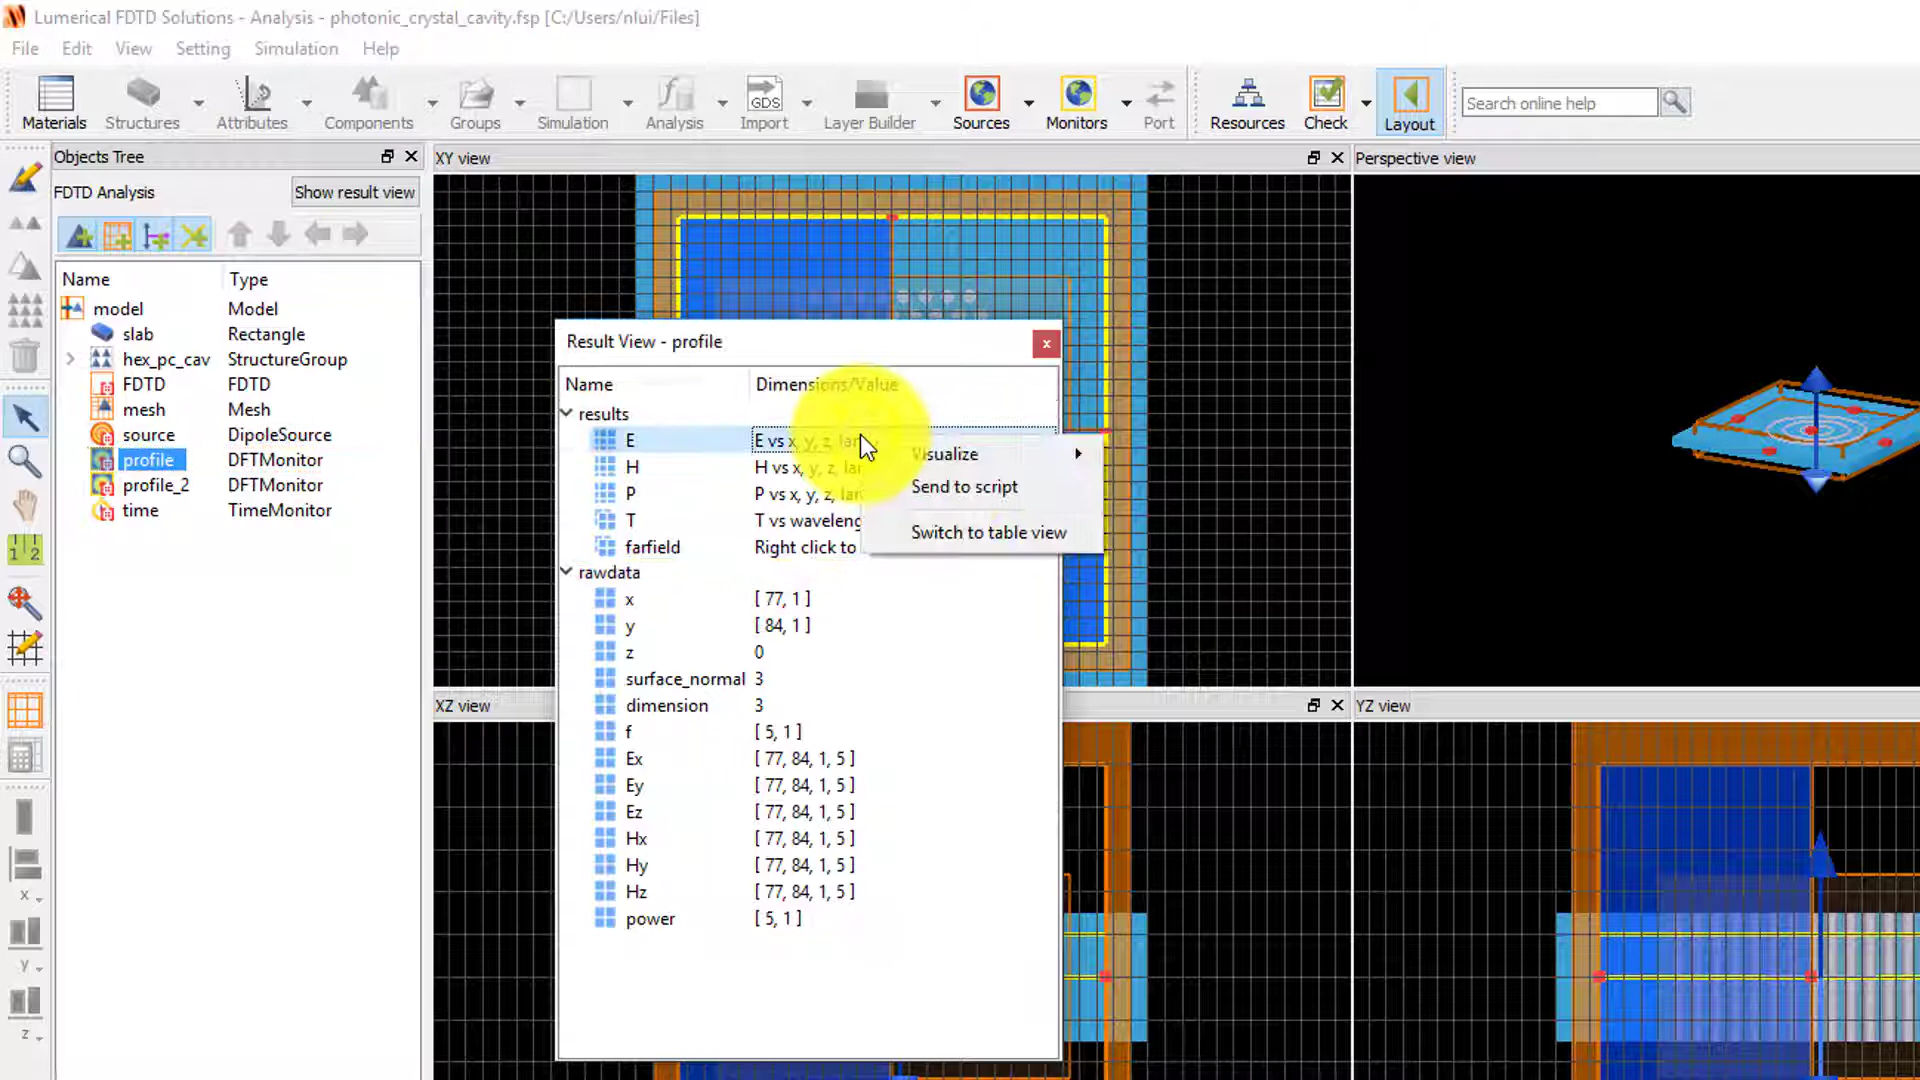 Lumerical FDTD Solutions - Analysis - photonic_crystal_cavity.fsp [C:/Users/nlui/Files]
File Edit View Setting Simulation Help
Materials Structures Attributes Components Groups Simulation Analysis Import Layer Builder Sources Monitors Port Resources Check Layout Search online help
GDS
Objects Tree
FDTD Analysis Show result view
Name Type
model Model
slab Rectangle
hex_pc_cav StructureGroup
FDTD FDTD
mesh Mesh
source DipoleSource
profile DFTMonitor
profile_2 DFTMonitor
time TimeMonitor
1 2
x
y
z
XY view
Perspective view
XZ view
YZ view
Result View - profile
x
Name Dimensions/Value
results
E E vs x, y, z,
H H vs x, y, z,
P P vs x, y, z,
T T vs
farfield Right click to
rawdata
x [ 77, 1 ]
y [ 84, 1 ]
z 0
surface_normal 3
dimension 3
f [ 5, 1 ]
Ex [ 77, 84, 1, 5 ]
Ey [ 77, 84, 1, 5 ]
Ez [ 77, 84, 1, 5 ]
Hx [ 77, 84, 1, 5 ]
Hy [ 77, 84, 1, 5 ]
Hz [ 77, 84, 1, 5 ]
power [ 5, 1 ]
Visualize
Send to script
Switch to table view